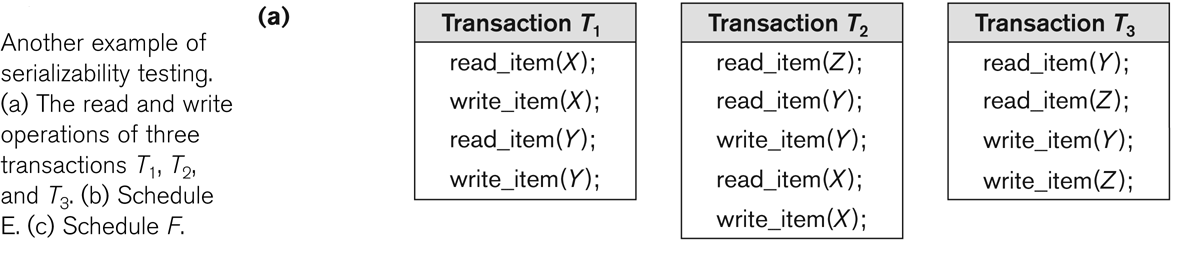 Another example of
serializability testing.
(a) The read and write
operations of three
transactions T1, T2,
and T3. (b) Schedule
E. (c) Schedule F.
(a)
Transaction T1
read_item(X);
write_item(X);
read_item(Y);
write_item(Y);
Transaction T2
read_item(Z);
read_item(Y);
write_item(Y);
read_item(X);
write_item(X);
Transaction T3
read_item(Y);
read_item(Z);
write_item(Y);
write_item(Z);